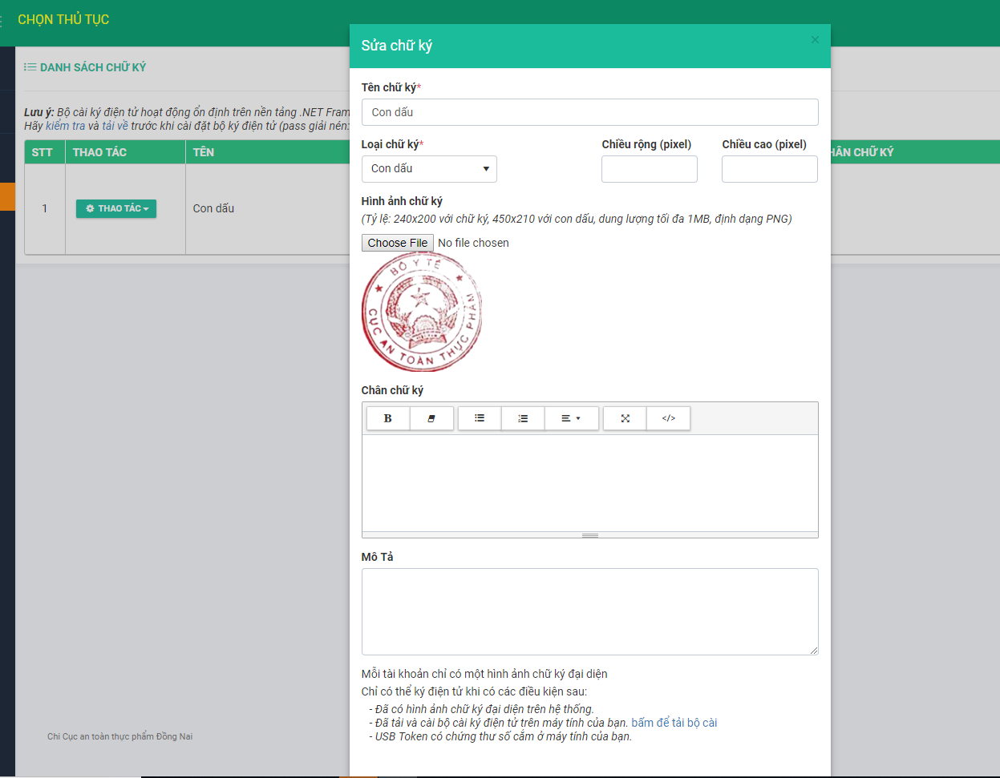 CHỌN THỦ TỤC
DANH SÁCH CHỮ KÝ
Lưu ý: Bộ cài ký điện tử hoạt động ổn định trên nền tảng .NET Fram
Hãy kiểm tra và tải về trước khi cài đặt bộ ký điện tử (pass giải nén:
STT THAO TÁC TÊN HÂN CHỮ KÝ
1 THAO TÁC Con dấu
Sửa chữ ký ×
Tên chữ ký*
Con dấu
Loại chữ ký* Chiều rộng (pixel) Chiều cao (pixel)
Con dấu
Hình ảnh chữ ký
(Tỷ lệ: 240x200 với chữ ký, 450x210 với con dấu, dung lượng tối đa 1MB, định dạng PNG)
Choose File No file chosen
BỘ Y TẾ
CỤC AN TOÀN THỰC PHẨM
Chân chữ ký
B </>
Mô Tả
Mỗi tài khoản chỉ có một hình ảnh chữ ký đại diện
Chỉ có thể ký điện tử khi có các điều kiện sau:
- Đã có hình ảnh chữ ký đại diện trên hệ thống.
- Đã tải và cài bộ cài ký điện tử trên máy tính của bạn. bấm để tải bộ cài
- USB Token có chứng thư số cắm ở máy tính của bạn.
Chi Cục an toàn thực phẩm Đồng Nai